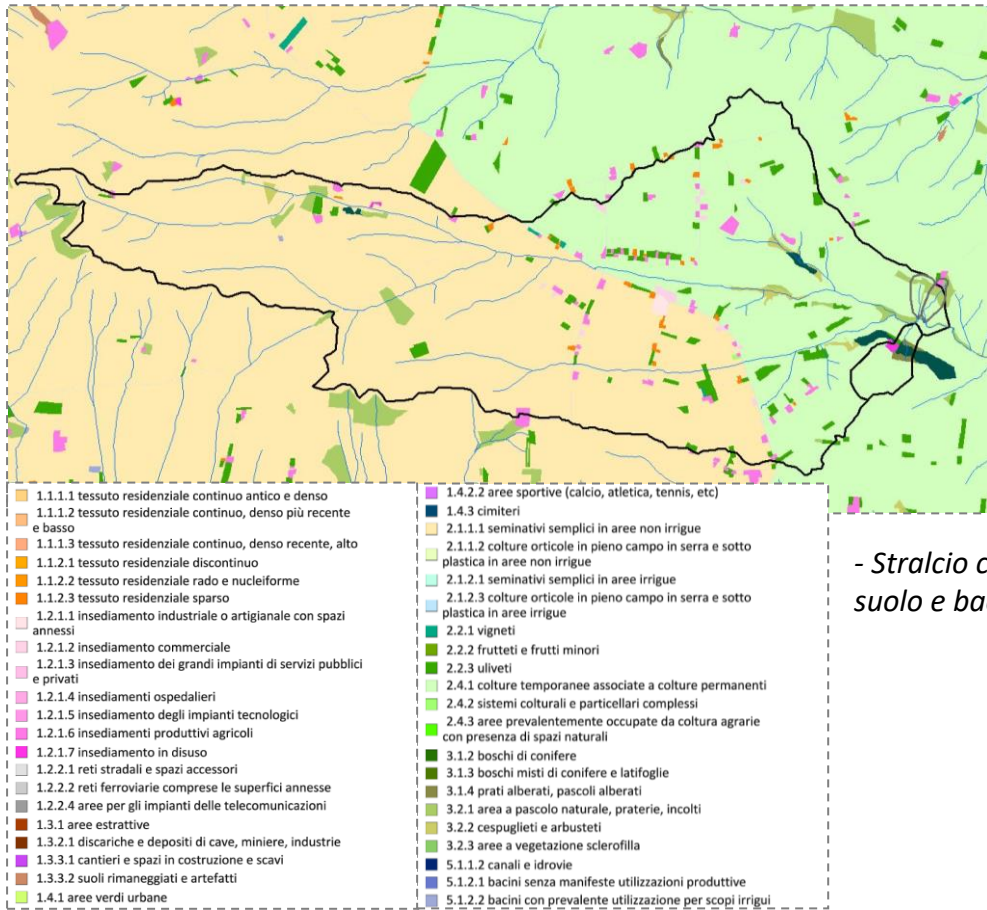 1.1.1.1 tessuto residenziale continuo antico e denso
1.1.1.2 tessuto residenziale continuo, denso più recente
e basso
1.1.1.3 tessuto residenziale continuo, denso recente, alto
1.1.2.1 tessuto residenziale discontinuo
1.1.2.2 tessuto residenziale rado e nucleiforme
1.1.2.3 tessuto residenziale sparso
1.2.1.1 insediamento industriale o artigianale con spazi
annessi
1.2.1.2 insediamento commerciale
1.2.1.3 insediamento dei grandi impianti di servizi pubblici
e privati
1.2.1.4 insediamenti ospedalieri
1.2.1.5 insediamento degli impianti tecnologici
1.2.1.6 insediamenti produttivi agricoli
1.2.1.7 insediamento in disuso
1.2.2.1 reti stradali e spazi accessori
1.2.2.2 reti ferroviarie comprese le superfici annesse
1.2.2.4 aree per gli impianti delle telecomunicazioni
1.3.1 aree estrattive
1.3.2.1 discariche e depositi di cave, miniere, industrie
1.3.3.1 cantieri e spazi in costruzione e scavi
1.3.3.2 suoli rimaneggiati e artefatti
1.4.1 aree verdi urbane
1.4.2.2 aree sportive (calcio, atletica, tennis, etc)
1.4.3 cimiteri
2.1.1.1 seminativi semplici in aree non irrigue
2.1.1.2 colture orticole in pieno campo in serra e sotto
plastica in aree non irrigue
2.1.2.1 seminativi semplici in aree irrigue
2.1.2.3 colture orticole in pieno campo in serra e sotto
plastica in aree irrigue
2.2.1 vigneti
2.2.2 frutteti e frutti minori
2.2.3 uliveti
2.4.1 colture temporanee associate a colture permanenti
2.4.2 sistemi colturali e particellari complessi
2.4.3 aree prevalentemente occupate da coltura agrarie
con presenza di spazi naturali
3.1.2 boschi di conifere
3.1.3 boschi misti di conifere e latifoglie
3.1.4 prati alberati, pascoli alberati
3.2.1 area a pascolo naturale, praterie, incolti
3.2.2 cespuglieti e arbusteti
3.2.3 aree a vegetazione sclerofilla
5.1.1.2 canali e idrovie
5.1.2.1 bacini senza manifeste utilizzazioni produttive
5.1.2.2 bacini con prevalente utilizzazione per scopi irrigui
- Stralcio
suolo e